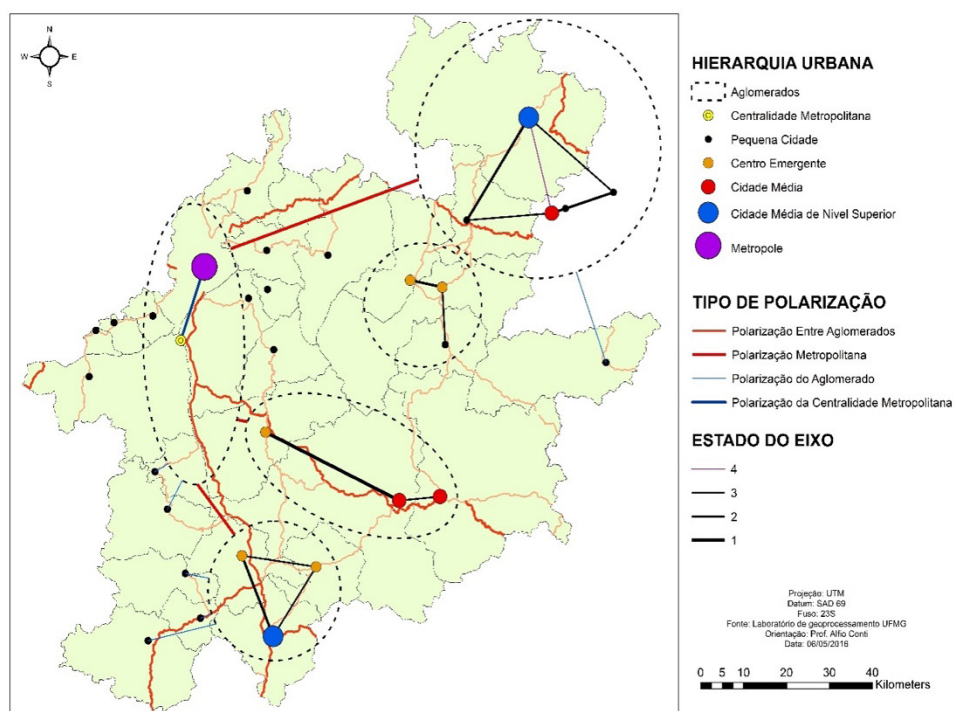 N
W E
S
HIERARQUIA URBANA
Aglomerados
Centralidade Metropolitana
Pequena Cidade
Centro Emergente
Cidade Média
Cidade Média de Nivel Superior
Metropole
TIPO DE POLARIZAÇÃO
Polarização Entre Aglomerados
Polarização Metropolitana
Polarização do Aglomerado
Polarização da Centralidade Metropolitana
ESTADO DO EIXO
4
3
2
1
Projeção: UTM
Datum: SAD 69
Fuso: 23S
Fonte: Laboratório de geoprocessamento UFMG
Orientação: Prof. Alfio Conti
Data: 06/05/2016
0 5 10 20 30 40
Kilometers